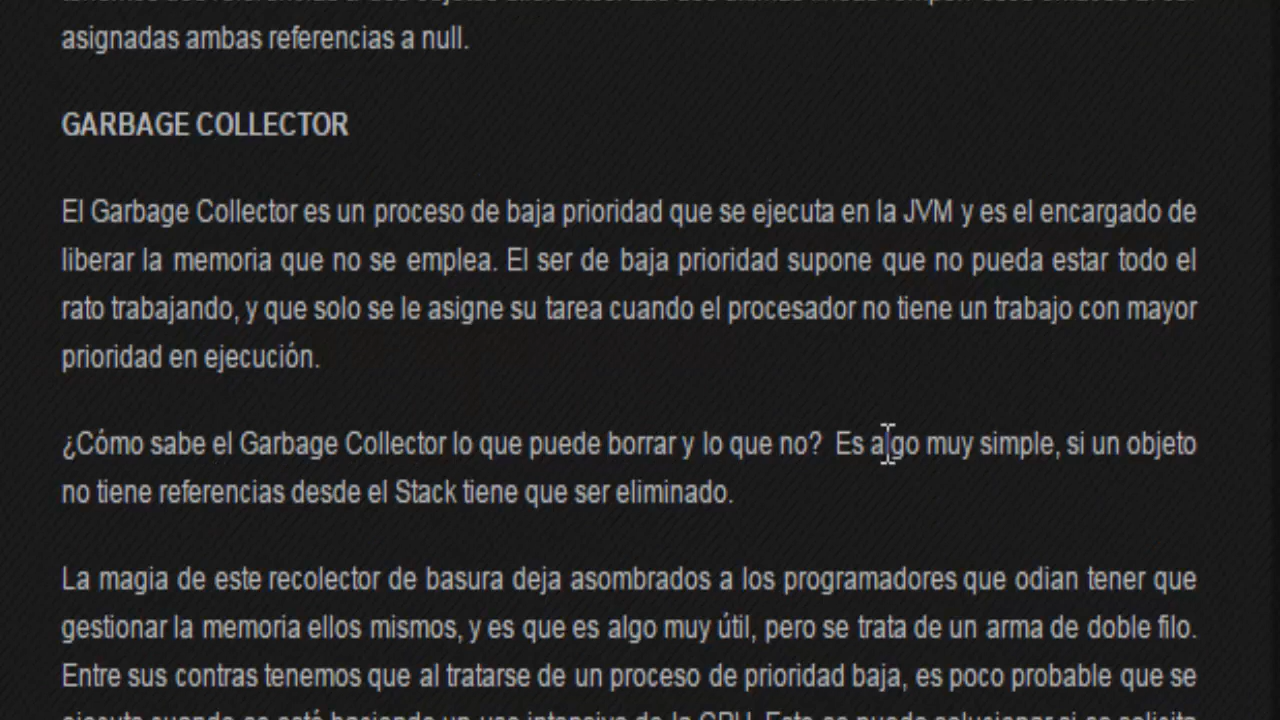 asignadas ambas referencias a null.
GARBAGE COLLECTOR
El Garbage Collector es un proceso de baja prioridad que se ejecuta en la JVM y es el encargado de
liberar la memoria que no se emplea. El ser de baja prioridad supone que no pueda estar todo el
rato trabajando, y que solo se le asigne su tarea cuando el procesador no tiene un trabajo con mayor
prioridad en ejecución.
¿Cómo sabe el Garbage Collector lo que puede borrar y lo que no?  Es algo muy simple, si un objeto
no tiene referencias desde el Stack tiene que ser eliminado.
La magia de este recolector de basura deja asombrados a los programadores que odian tener que
gestionar la memoria ellos mismos, y es que es algo muy útil, pero se trata de un arma de doble filo.
Entre sus contras tenemos que al tratarse de un proceso de prioridad baja, es poco probable que se